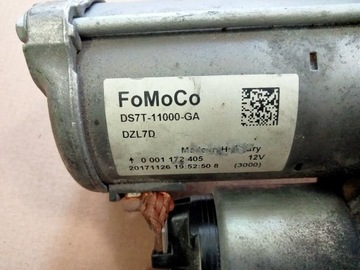 FoMoCo
DS7T-11000-GA
DZL7D
Made in Hungary
↑ 0 001 172 405 12V
20171126 19:52:50 8 (3000)